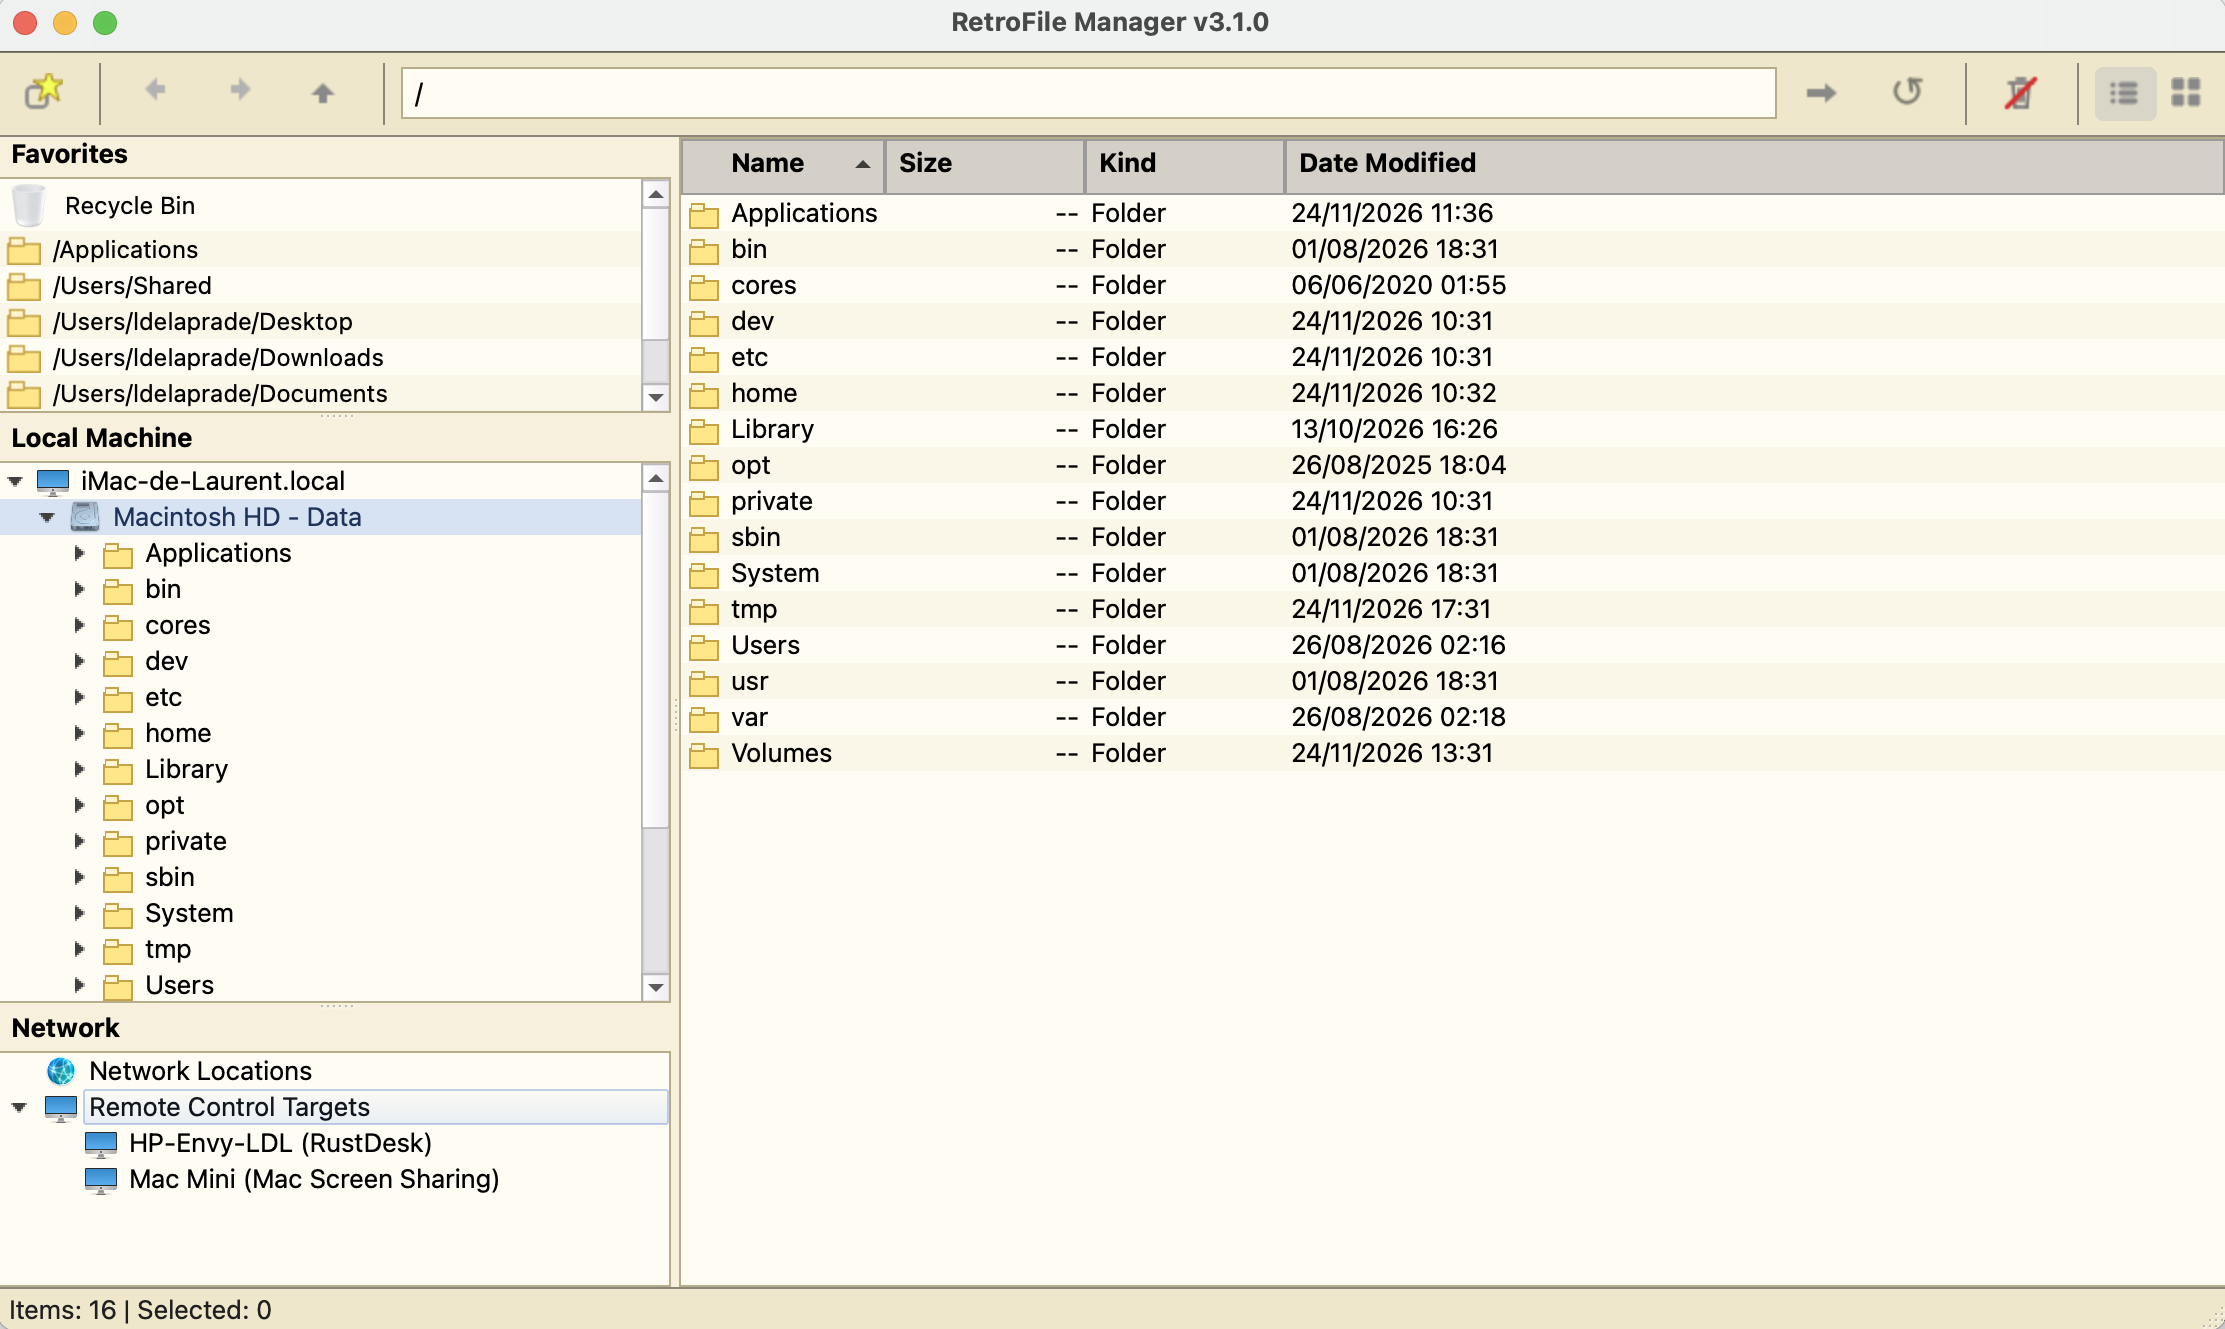 RetroFile Manager v3.1.0
/
Favorites
Recycle Bin
/Applications
/Users/Shared
/Users/ldelaprade/Desktop
/Users/ldelaprade/Downloads
/Users/ldelaprade/Documents
Local Machine
iMac-de-Laurent.local
Macintosh HD - Data
Applications
bin
cores
dev
etc
home
Library
opt
private
sbin
System
tmp
Users
Network
Network Locations
Remote Control Targets
HP-Envy-LDL (RustDesk)
Mac Mini (Mac Screen Sharing)
Name Size Kind Date Modified
Applications -- Folder 24/11/2026 11:36
bin -- Folder 01/08/2026 18:31
cores -- Folder 06/06/2020 01:55
dev -- Folder 24/11/2026 10:31
etc -- Folder 24/11/2026 10:31
home -- Folder 24/11/2026 10:32
Library -- Folder 13/10/2026 16:26
opt -- Folder 26/08/2025 18:04
private -- Folder 24/11/2026 10:31
sbin -- Folder 01/08/2026 18:31
System -- Folder 01/08/2026 18:31
tmp -- Folder 24/11/2026 17:31
Users -- Folder 26/08/2026 02:16
usr -- Folder 01/08/2026 18:31
var -- Folder 26/08/2026 02:18
Volumes -- Folder 24/11/2026 13:31
Items: 16 | Selected: 0